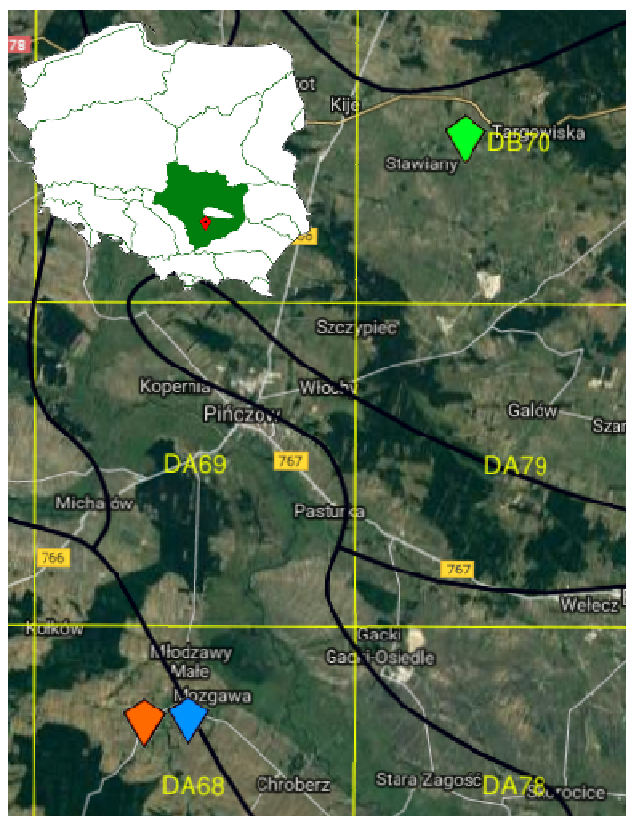 78
Kije
Targowiska
DB70
Stawiany
Szczypiec
Kopernia
Włochy
Pińczów
Galów
DA69
767
DA79
Michałów
Pasturka
766
767
Welecz
Kołków
Gacki
Młodzawy
Małe
Gacki-Osiedle
Mozgawa
DA68
Chroberz
Stara Zagość
DA78